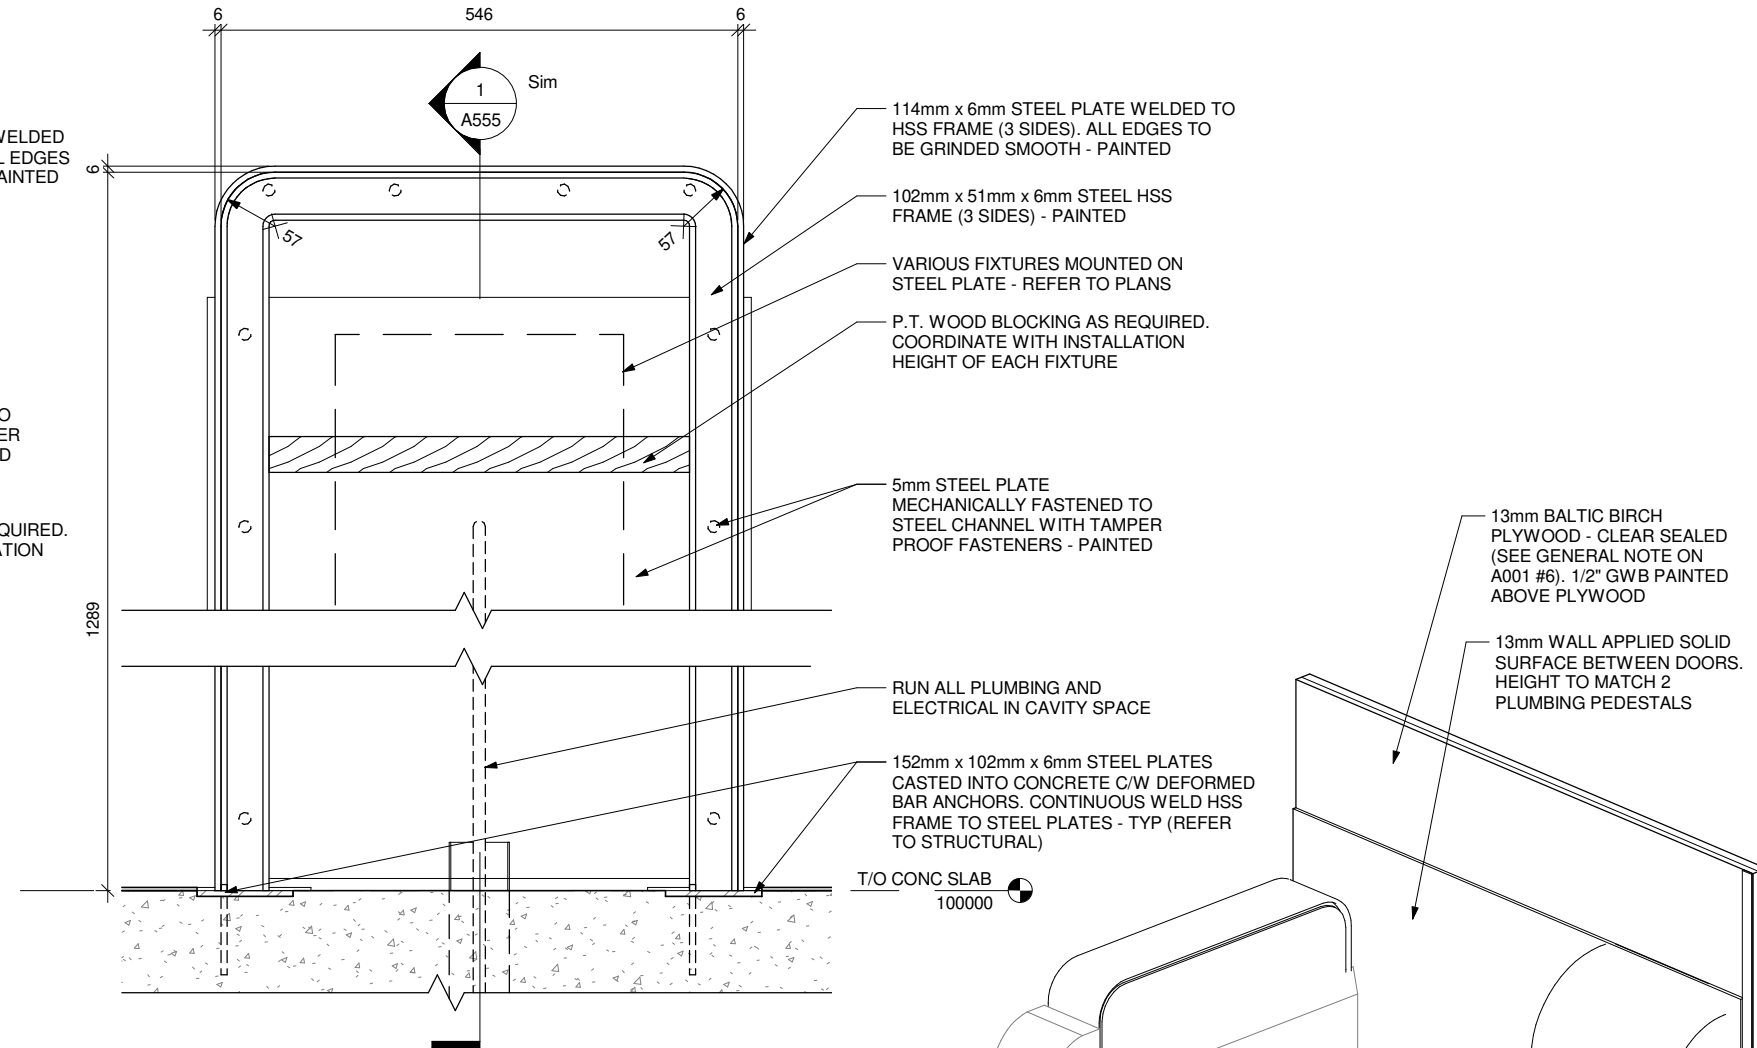 6
546
6
1
A555
Sim
WELDED
EDGES
6
57
57
1289
114mm x 6mm STEEL PLATE WELDED TO
HSS FRAME (3 SIDES). ALL EDGES TO
BE GRINDED SMOOTH - PAINTED
102mm x 51mm x 6mm STEEL HSS
FRAME (3 SIDES) - PAINTED
VARIOUS FIXTURES MOUNTED ON
STEEL PLATE - REFER TO PLANS
P.T. WOOD BLOCKING AS REQUIRED.
COORDINATE WITH INSTALLATION
HEIGHT OF EACH FIXTURE
5mm STEEL PLATE
MECHANICALLY FASTENED TO
STEEL CHANNEL WITH TAMPER
PROOF FASTENERS - PAINTED
RUN ALL PLUMBING AND
ELECTRICAL IN CAVITY SPACE
152mm x 102mm x 6mm STEEL PLATES
CASTED INTO CONCRETE C/W DEFORMED
BAR ANCHORS. CONTINUOUS WELD HSS
FRAME TO STEEL PLATES - TYP (REFER
TO STRUCTURAL)
T/O CONC SLAB
100000
13mm BALTIC BIRCH
PLYWOOD - CLEAR SEALED
(SEE GENERAL NOTE ON
A001 #6). 1/2" GWB PAINTED
ABOVE PLYWOOD
13mm WALL APPLIED SOLID
SURFACE BETWEEN DOORS.
HEIGHT TO MATCH 2
PLUMBING PEDESTALS